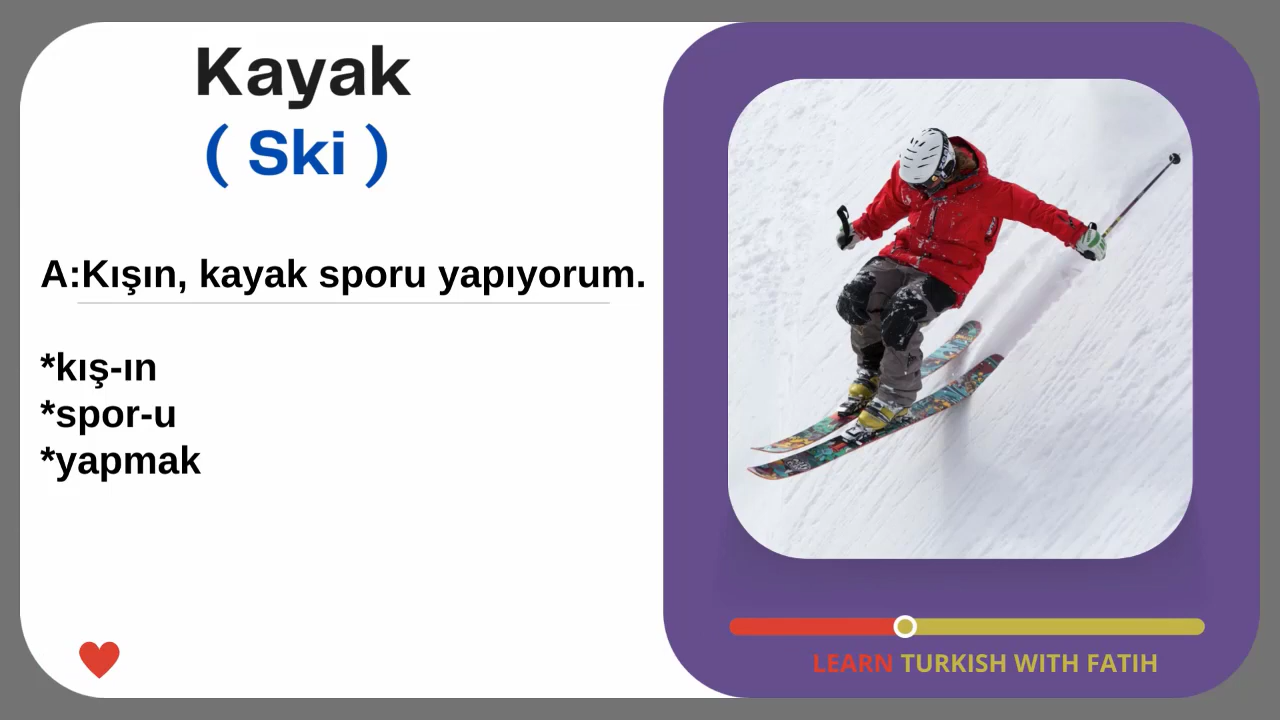 Kayak
( Ski )
A:Kışın, kayak sporu yapıyorum.
*kış-ın
*spor-u
*yapmak
LEARN TURKISH WITH FATIH